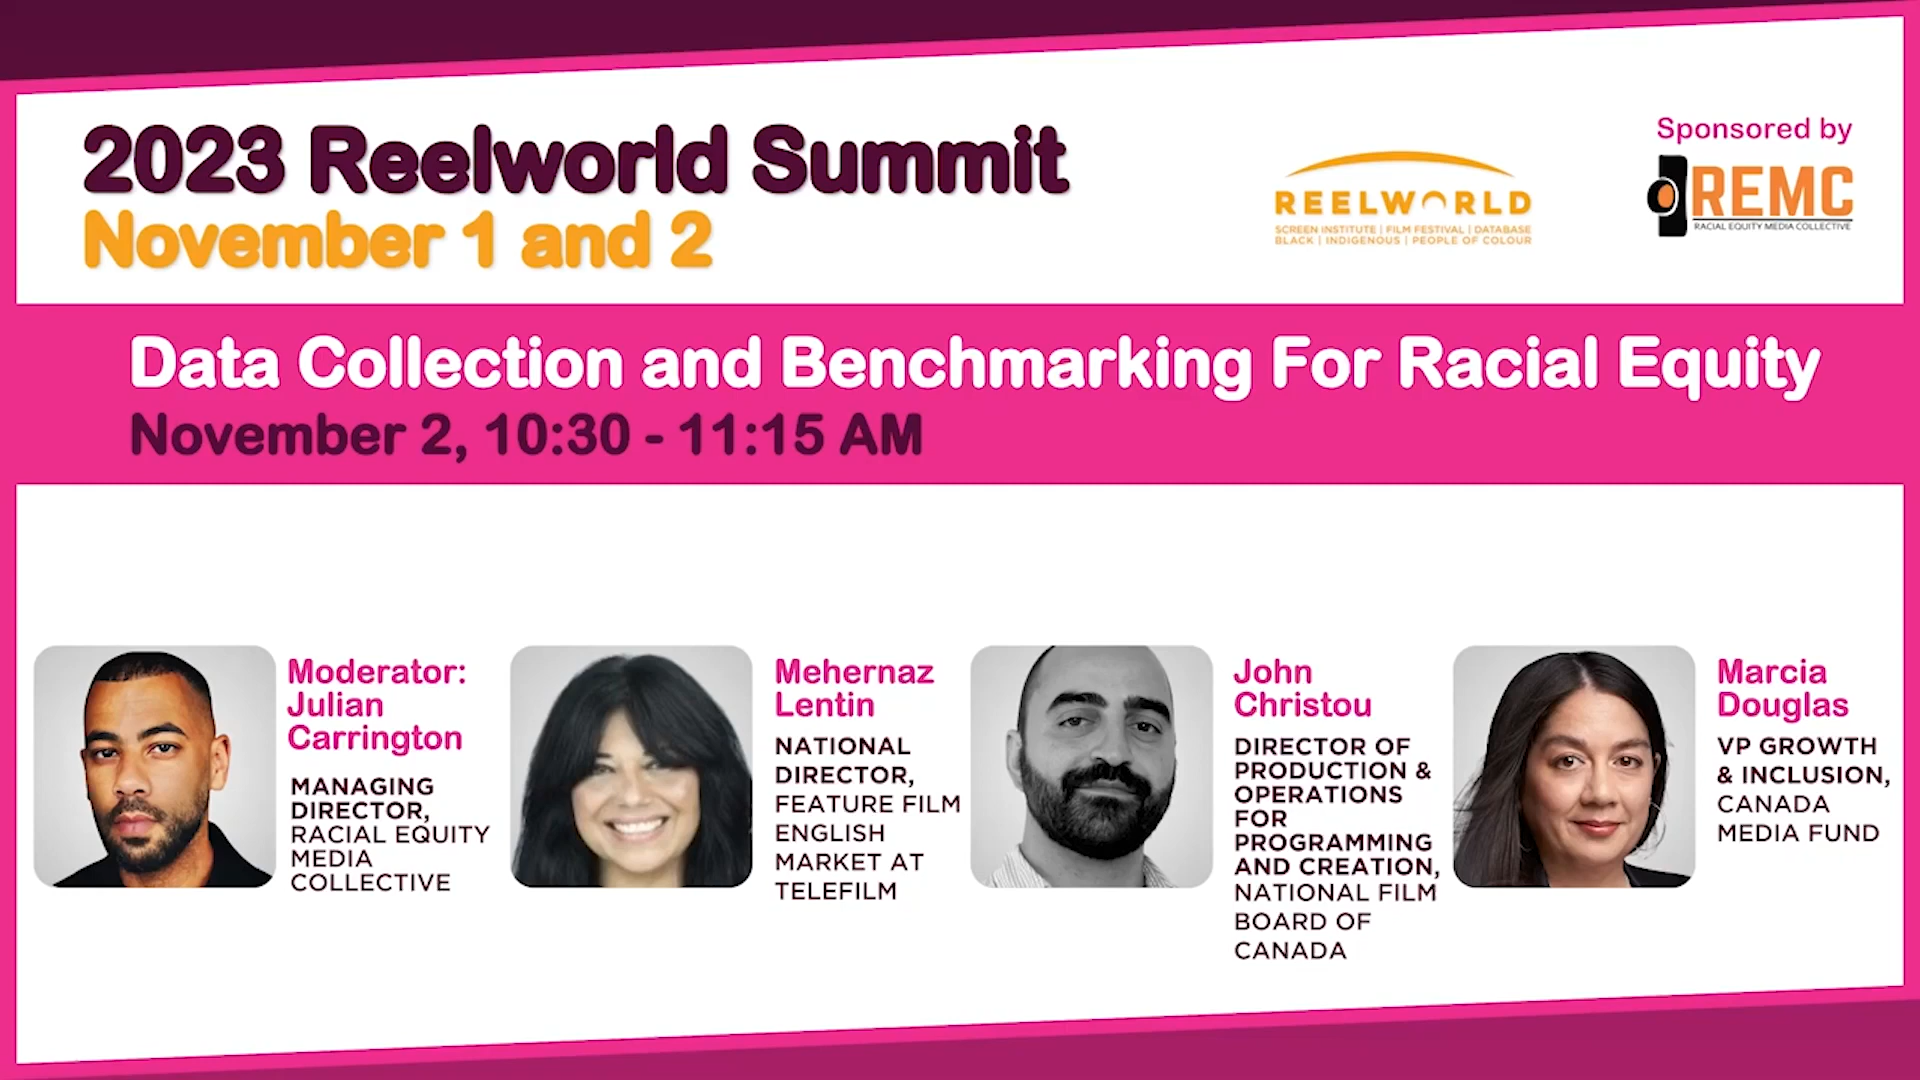 2023 Reelworld Summit
November 1 and 2
REELWORLD
SCREEN INSTITUTE | FILM FESTIVAL | DATABASE
BLACK | INDIGENOUS | PEOPLE OF COLOUR
Sponsored by
REMC
RACIAL EQUITY MEDIA COLLECTIVE
Data Collection and Benchmarking For Racial Equity
November 2, 10:30 - 11:15 AM
Moderator:
Julian
Carrington
MANAGING
DIRECTOR,
RACIAL EQUITY
MEDIA
COLLECTIVE
Mehernaz
Lentin
NATIONAL
DIRECTOR,
FEATURE FILM
ENGLISH
MARKET AT
TELEFILM
John
Christou
DIRECTOR OF
PRODUCTION &
OPERATIONS
FOR
PROGRAMMING
AND CREATION,
NATIONAL FILM
BOARD OF
CANADA
Marcia
Douglas
VP GROWTH
& INCLUSION,
CANADA
MEDIA FUND